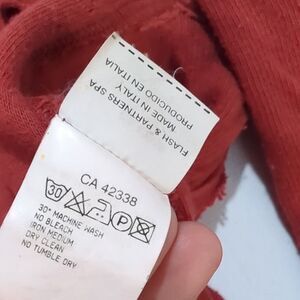 FLASH & PARTNERS SPA
MADE IN ITALY
PRODUCIDO EN ITALIA
CA 42338
30
P
30° MACHINE WASH
NO BLEACH
IRON MEDIUM
DRY CLEAN
NO TUMBLE DRY